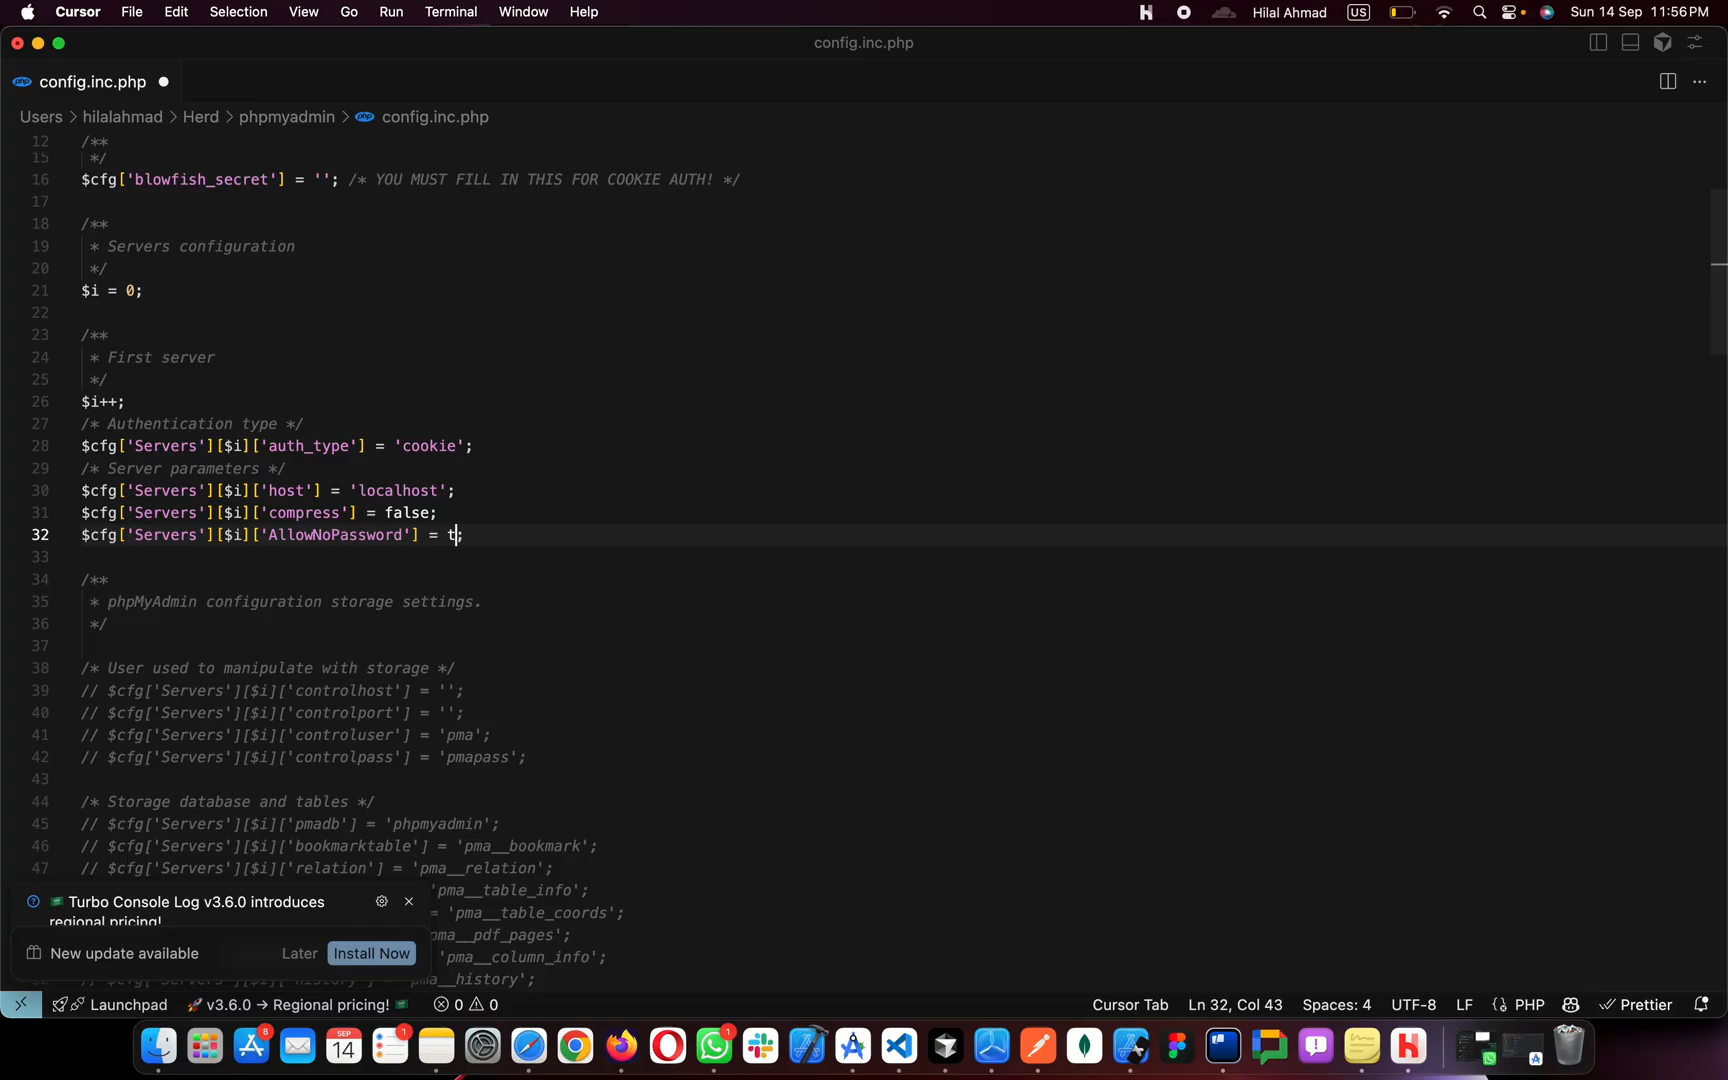 Cursor File Edit Selection View Go Run Terminal Window Help
Hilal Ahmad US Sun 14 Sep 11:56 PM
config.inc.php
php config.inc.php
Users > hilalahmad > Herd > phpmyadmin > php config.inc.php
12 /**
15 */
16 $cfg['blowfish_secret'] = ''; /* YOU MUST FILL IN THIS FOR COOKIE AUTH! */
17
18 /**
19 * Servers configuration
20 */
21 $i = 0;
22
23 /**
24 * First server
25 */
26 $i++;
27 /* Authentication type */
28 $cfg['Servers'][$i]['auth_type'] = 'cookie';
29 /* Server parameters */
30 $cfg['Servers'][$i]['host'] = 'localhost';
31 $cfg['Servers'][$i]['compress'] = false;
32 $cfg['Servers'][$i]['AllowNoPassword'] = t;
33
34 /**
35 * phpMyAdmin configuration storage settings.
36 */
37
38 /* User used to manipulate with storage */
39 // $cfg['Servers'][$i]['controlhost'] = '';
40 // $cfg['Servers'][$i]['controlport'] = '';
41 // $cfg['Servers'][$i]['controluser'] = 'pma';
42 // $cfg['Servers'][$i]['controlpass'] = 'pmapass';
43
44 /* Storage database and tables */
45 // $cfg['Servers'][$i]['pmadb'] = 'phpmyadmin';
46 // $cfg['Servers'][$i]['bookmarktable'] = 'pma__bookmark';
47 // $cfg['Servers'][$i]['relation'] = 'pma__relation';
'pma__table_info';
= 'pma__table_coords';
pma__pdf_pages';
'pma__column_info';
pma__history';
Turbo Console Log v3.6.0 introduces
regional pricing!
New update available Later Install Now
Launchpad v3.6.0 → Regional pricing! 0 0 Cursor Tab Ln 32, Col 43 Spaces: 4 UTF-8 LF {} PHP Prettier
8 SEP 14 1 1